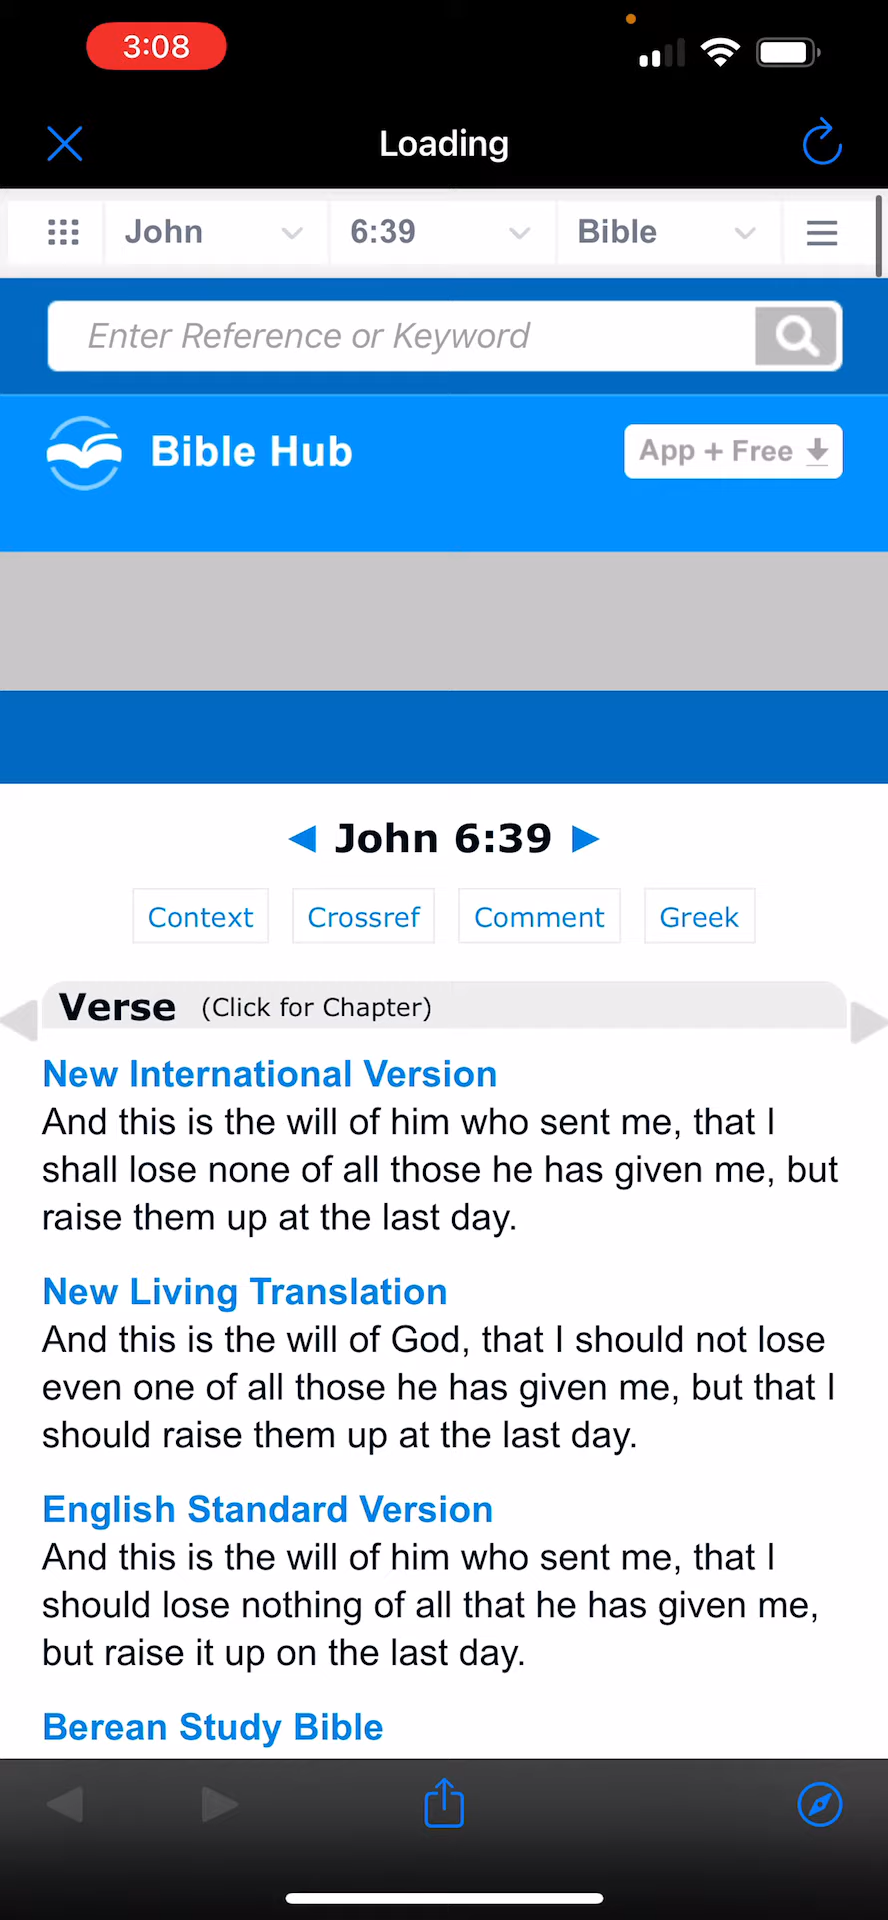 3:08
Loading
John 6:39 Bible
Enter Reference or Keyword
Bible Hub App + Free
John 6:39
Context Crossref Comment Greek
Verse (Click for Chapter)
New International Version
And this is the will of him who sent me, that I
shall lose none of all those he has given me, but
raise them up at the last day.
New Living Translation
And this is the will of God, that I should not lose
even one of all those he has given me, but that I
should raise them up at the last day.
English Standard Version
And this is the will of him who sent me, that I
should lose nothing of all that he has given me,
but raise it up on the last day.
Berean Study Bible